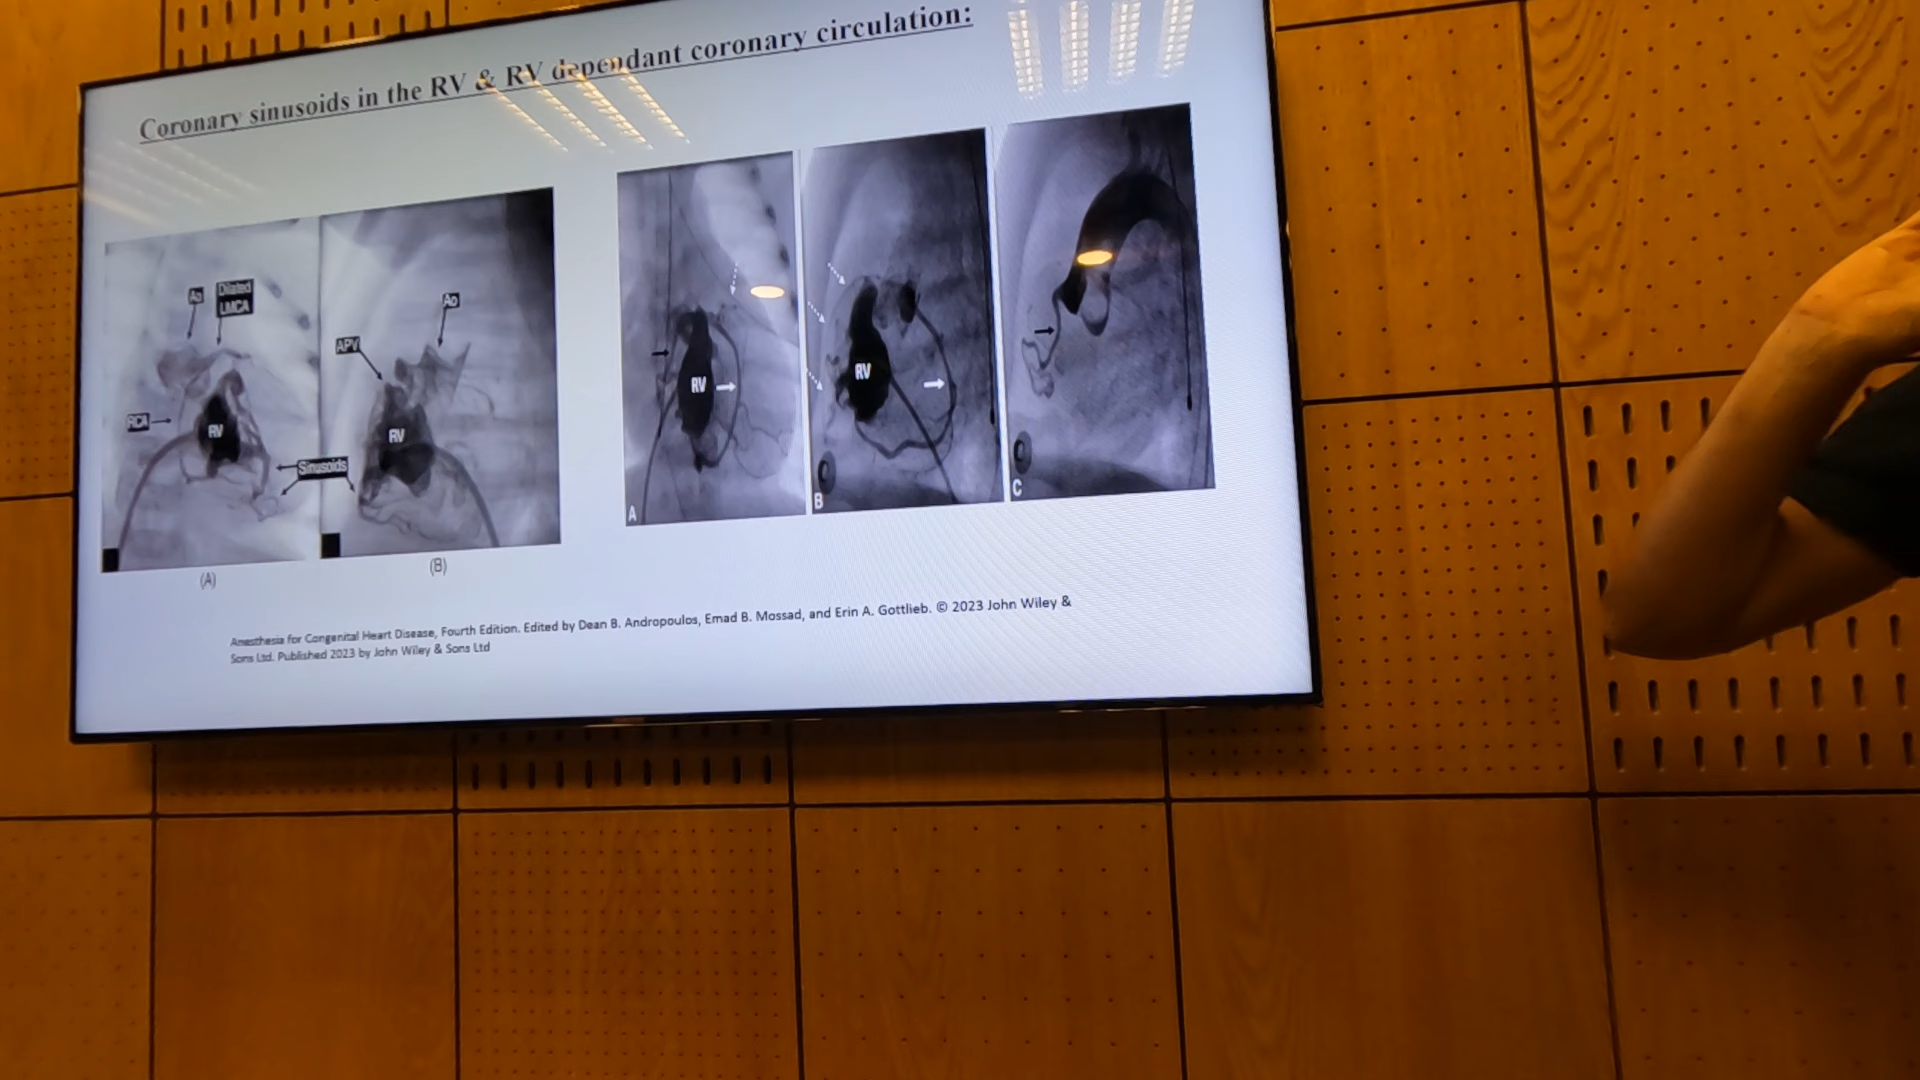 Coronary sinusoids in the RV & RV dependant coronary circulation:
Ao
Dilated
LMCA
RCA
RV
Sinusoids
(A)
Ao
APV
RV
(B)
RV
A
RV
B
C
Anesthesia for Congenital Heart Disease, Fourth Edition. Edited by Dean B. Andropoulos, Emad B. Mossad, and Erin A. Gottlieb. © 2023 John Wiley &
Sons Ltd. Published 2023 by John Wiley & Sons Ltd